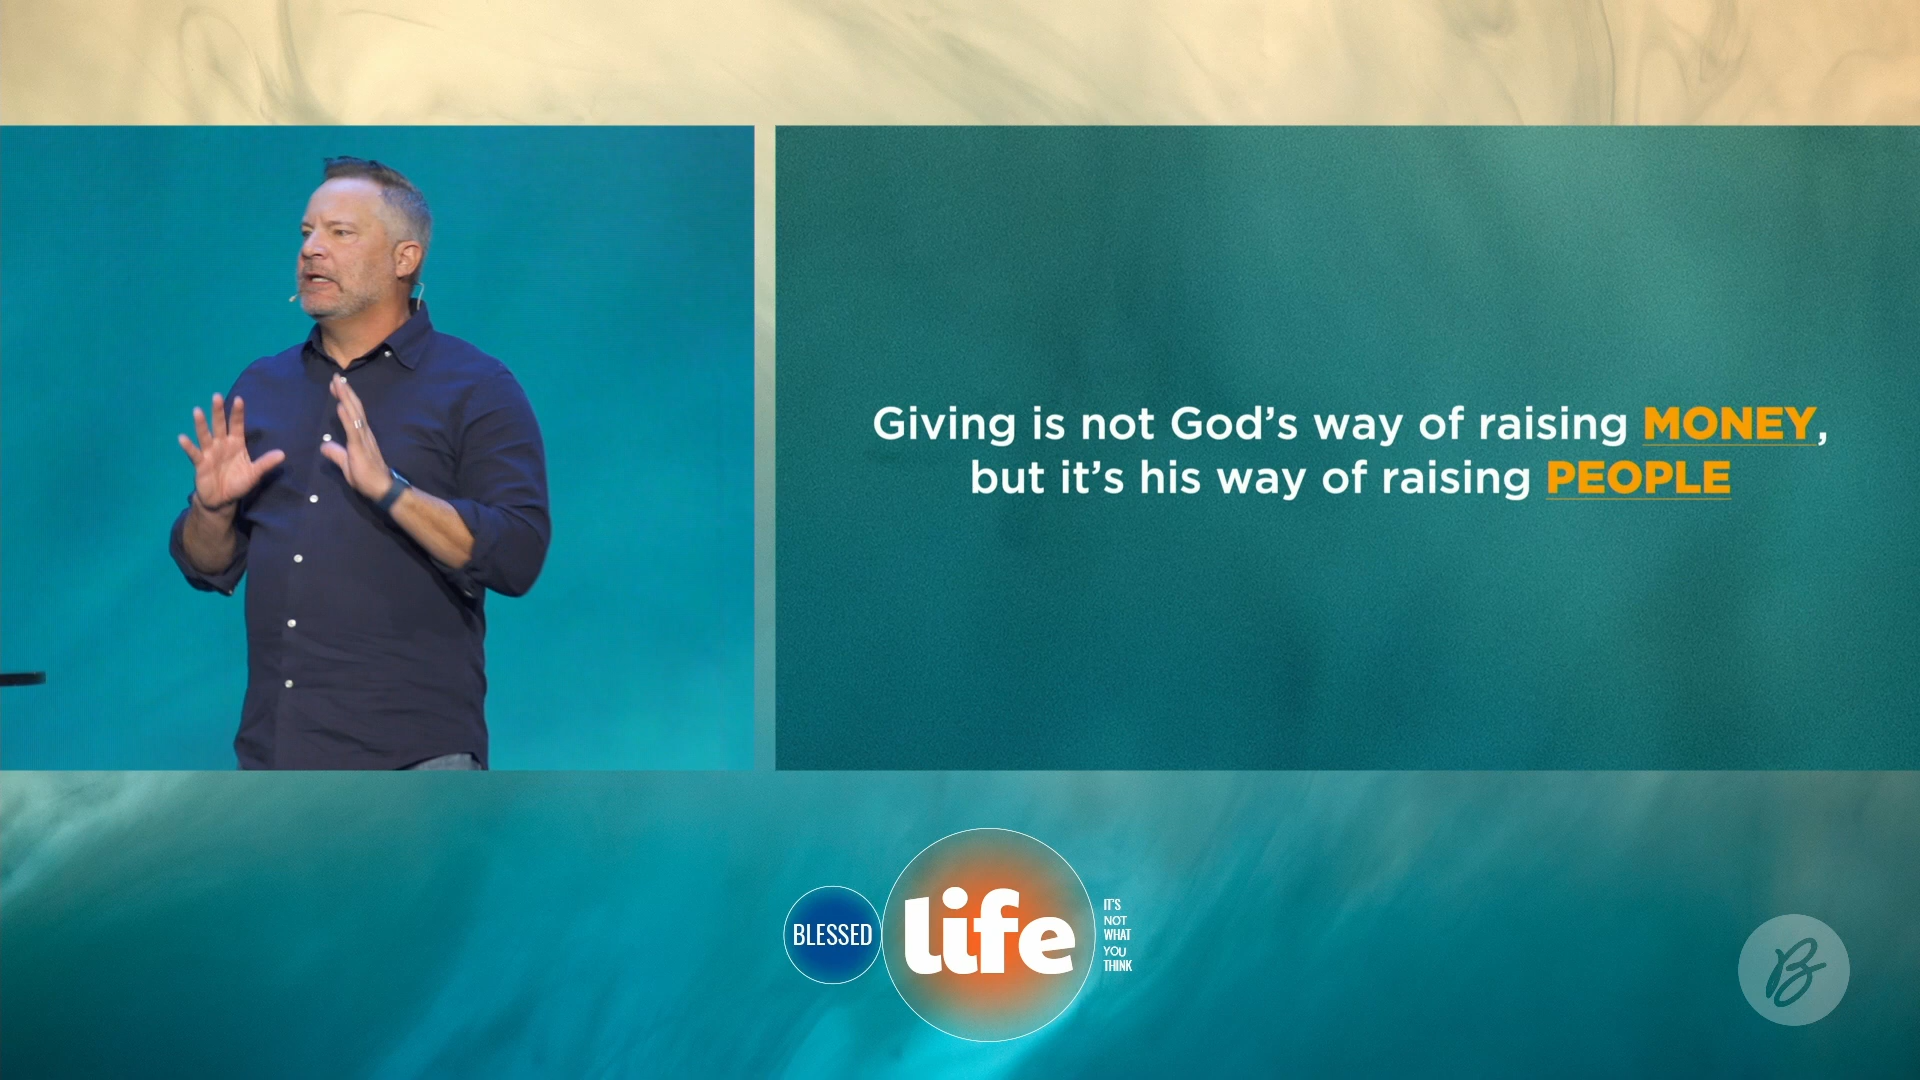 Giving is not God’s way of raising MONEY,
but it’s his way of raising PEOPLE
BLESSED
life
IT'S
NOT
WHAT
YOU
THINK
B